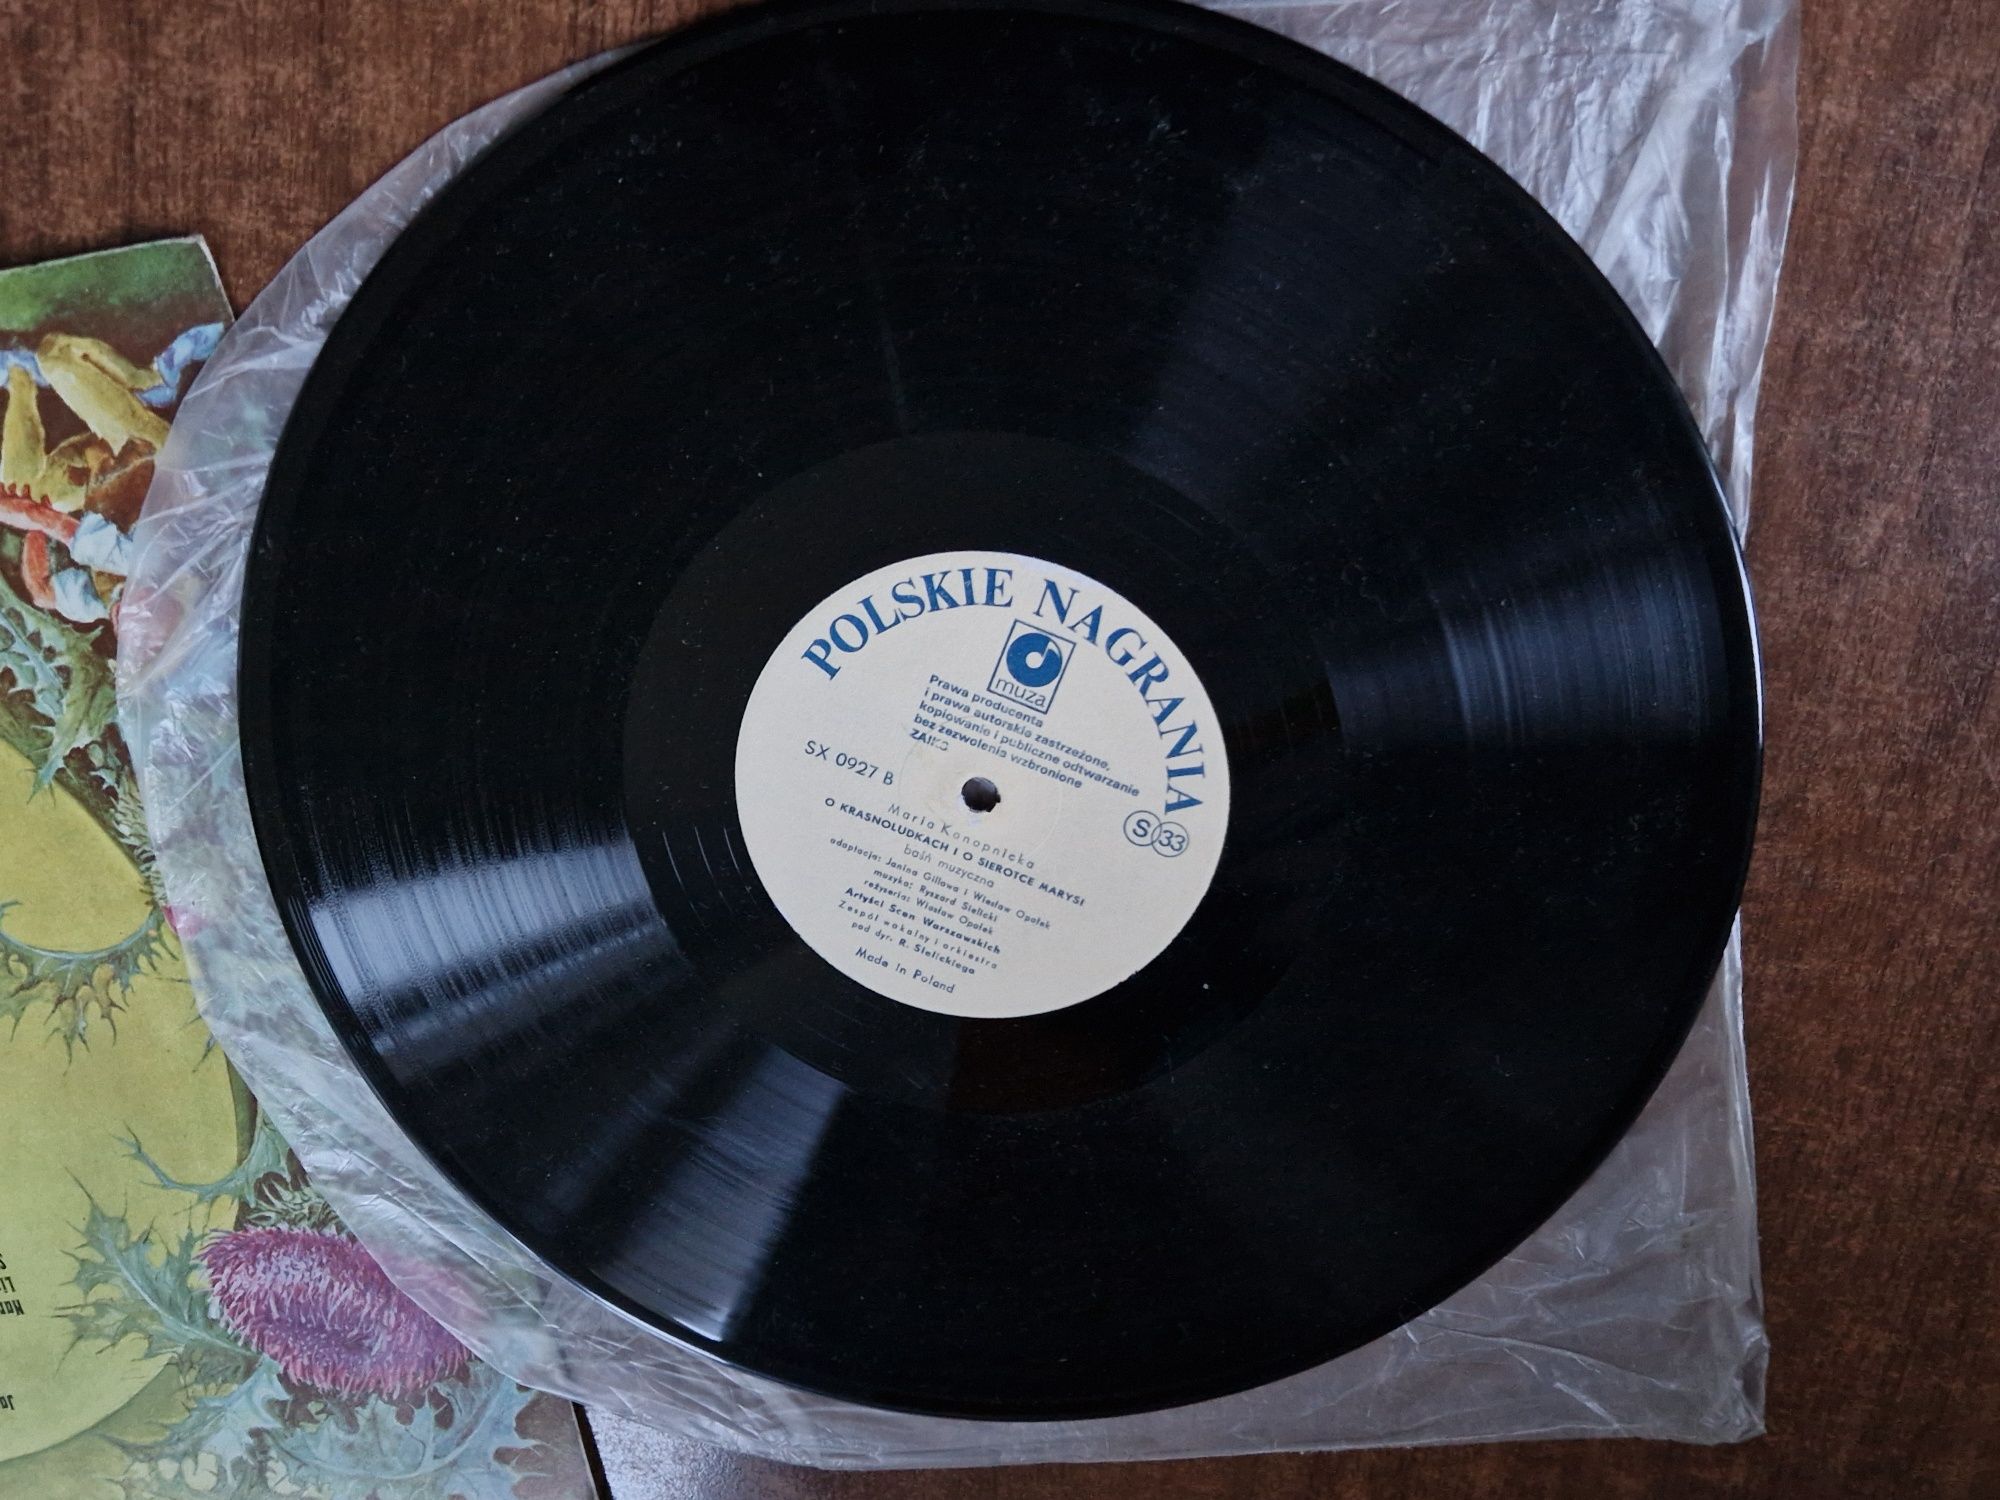 POLSKIE NAGRANIA
muza
Prawa producenta
i prawa autorskie zastrzeżone,
kopiowanie i publiczne odtwarzanie
bez zezwolenia wzbronione
SX 0927 B
S 33
Maria Konopnicka
O KRASNOLUDKACH I O SIEROTCE MARYSI
baśń muzyczna
adaptacja: Janina Gillowa i Wiesław Opałek
muzyka: Ryszard Sielicki
reżyseria: Wiesław Opałek
Artyści Scen Warszawskich
Zespół wokalny i orkiestra
pod dyr. R. Sielickiego
Made in Poland